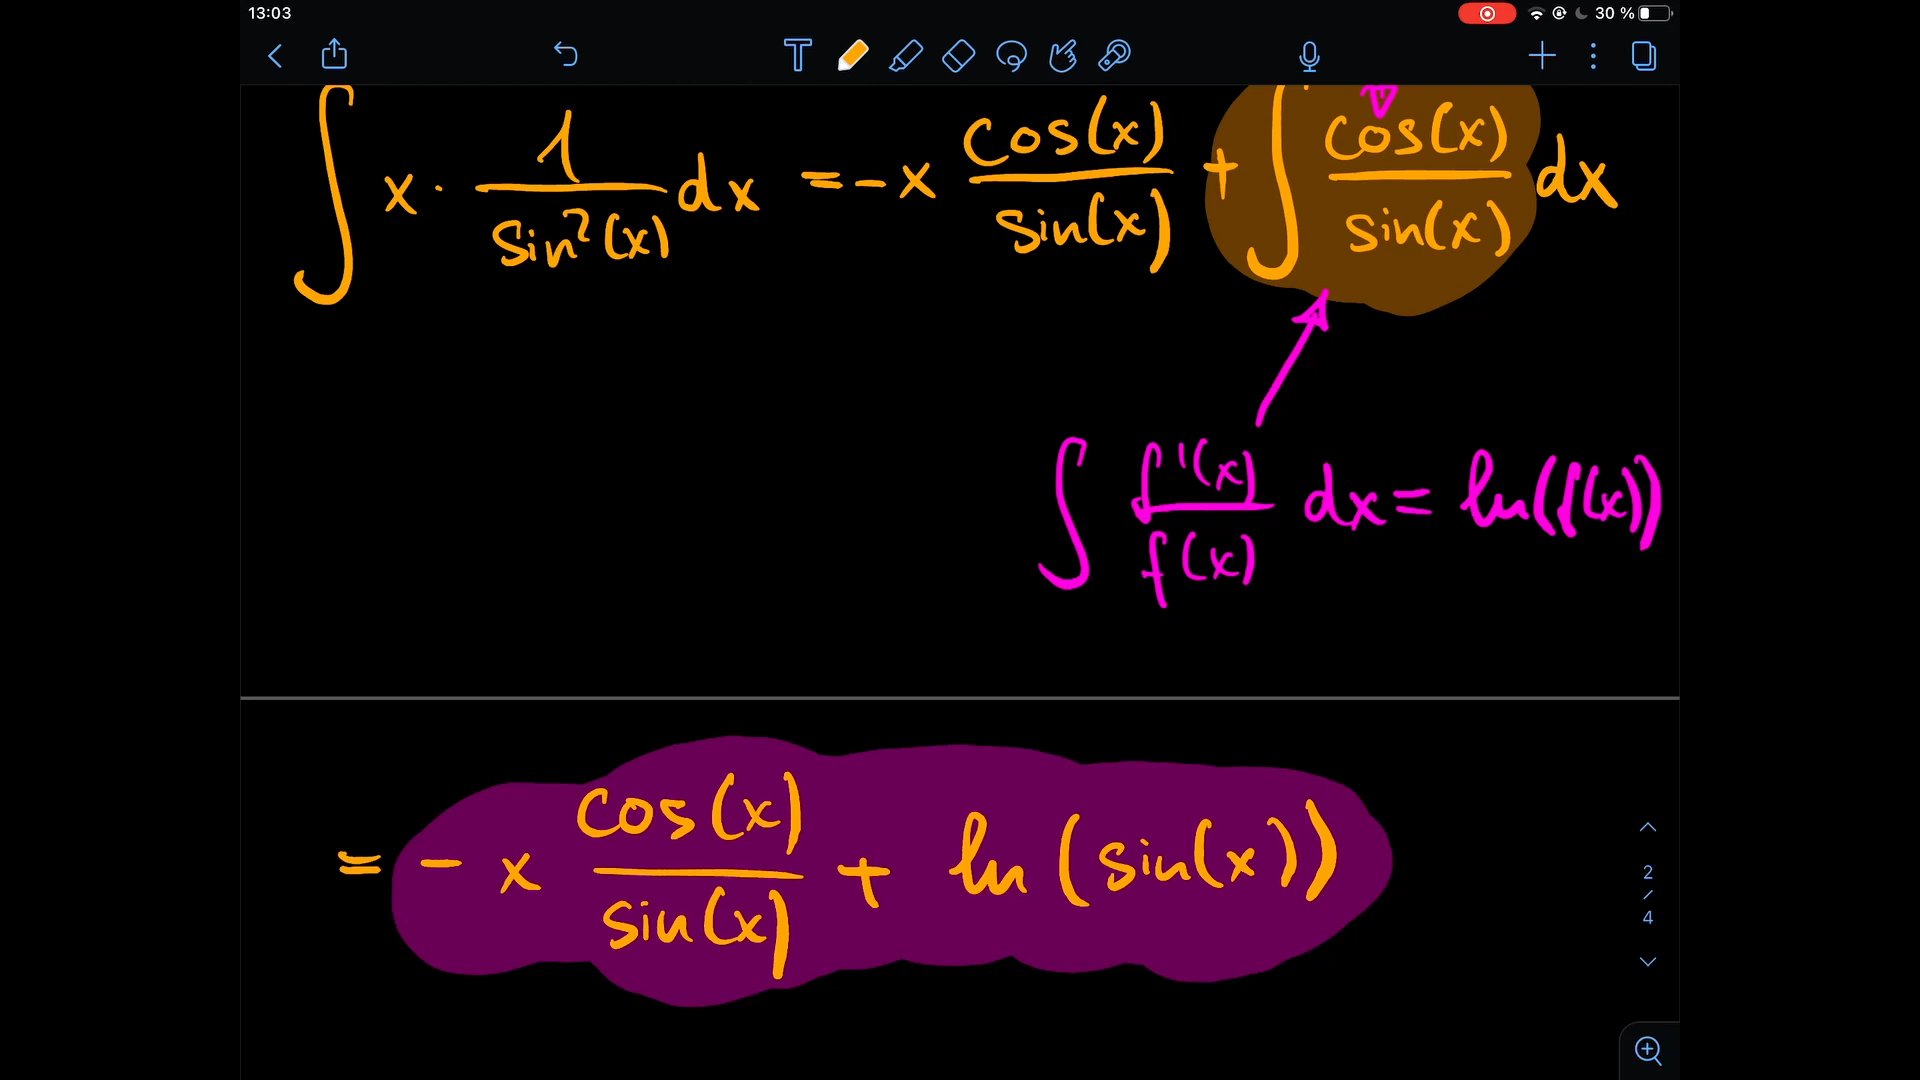 13:03
30 %
T
∫ x · 1/sin²(x) dx = - x cos(x)/sin(x) + ∫ cos(x)/sin(x) dx
∫ f'(x)/f(x) dx = ln(f(x))
= - x cos(x)/sin(x) + ln(sin(x))
2/4